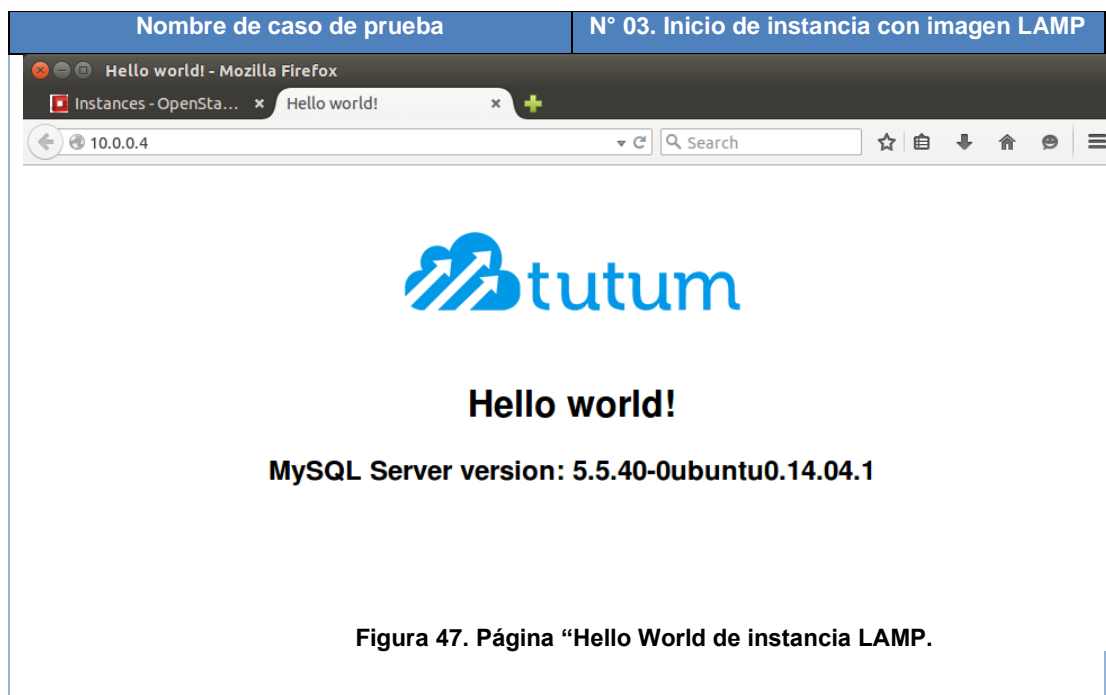 Nombre de caso de prueba
N° 03. Inicio de instancia con imagen LAMP
Hello world! - Mozilla Firefox
Instances - OpenSta...
Hello world!
10.0.0.4
Search
tutum
Hello world!
MySQL Server version: 5.5.40-0ubuntu0.14.04.1
Figura 47. Página “Hello World de instancia LAMP.